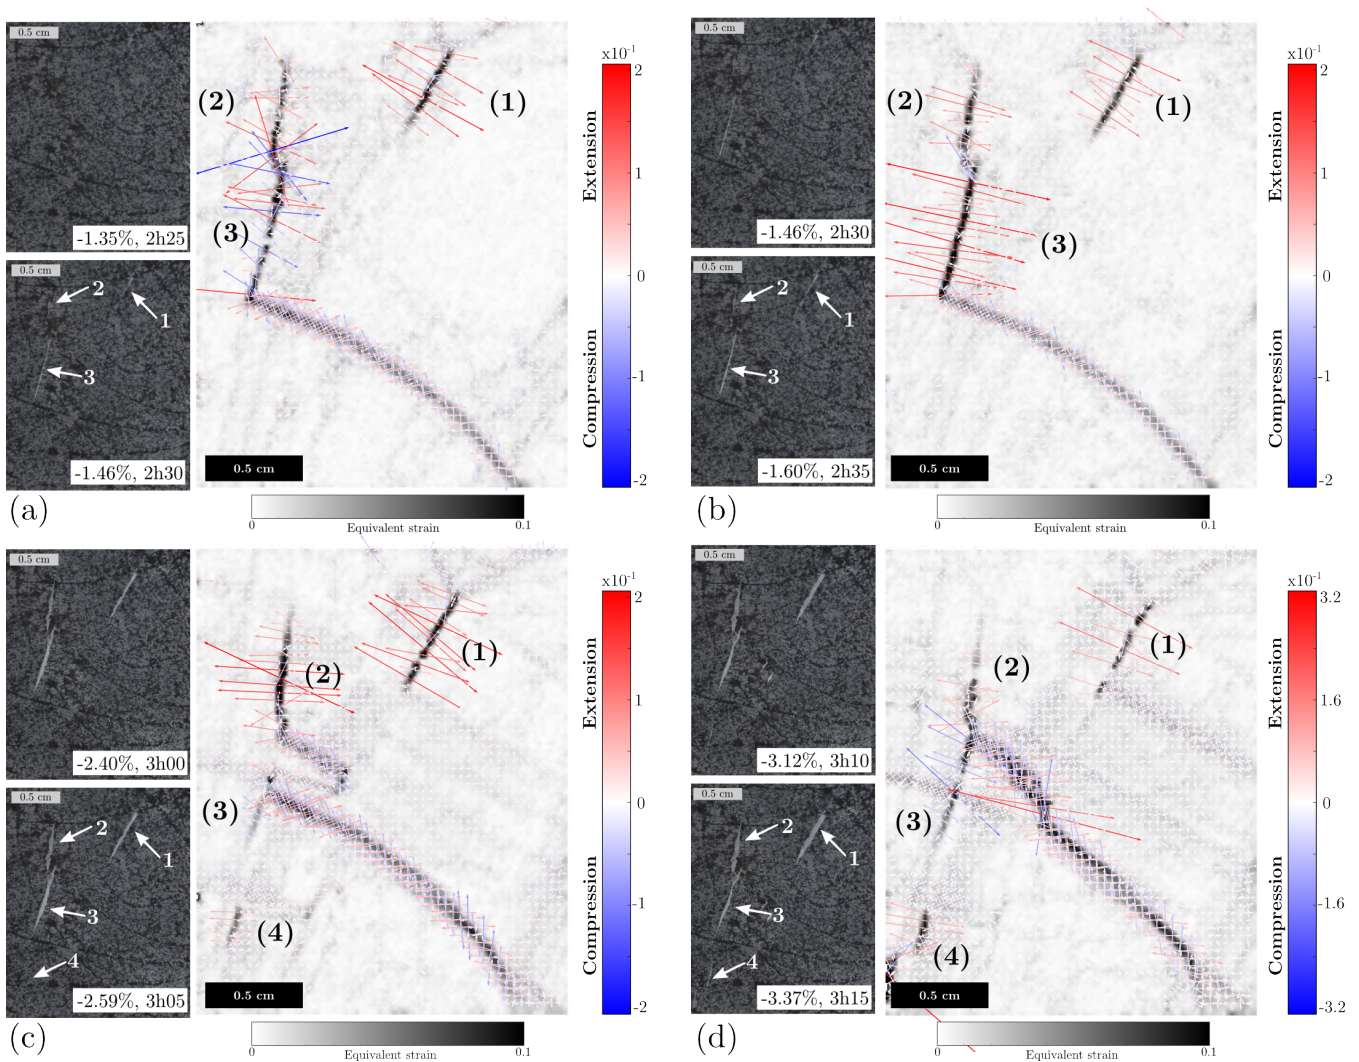 0.5 cm
-1.35%, 2h25
0.5 cm
2
1
3
-1.46%, 2h30
(2)
(1)
(3)
0.5 cm
x10-1
2
1
0
-1
-2
Extension
Compression
0
0.1
Equivalent strain
(a)
0.5 cm
-1.46%, 2h30
0.5 cm
2
1
3
-1.60%, 2h35
(2)
(1)
(3)
0.5 cm
x10-1
2
1
0
-1
-2
Extension
Compression
0
0.1
Equivalent strain
(b)
0.5 cm
-2.40%, 3h00
0.5 cm
2
1
3
4
-2.59%, 3h05
(1)
(2)
(3)
(4)
0.5 cm
x10-1
2
1
0
-1
-2
Extension
Compression
0
0.1
Equivalent strain
(c)
0.5 cm
-3.12%, 3h10
0.5 cm
2
1
3
4
-3.37%, 3h15
(1)
(2)
(3)
(4)
0.5 cm
x10-1
3.2
1.6
0
-1.6
-3.2
Extension
Compression
0
0.1
Equivalent strain
(d)